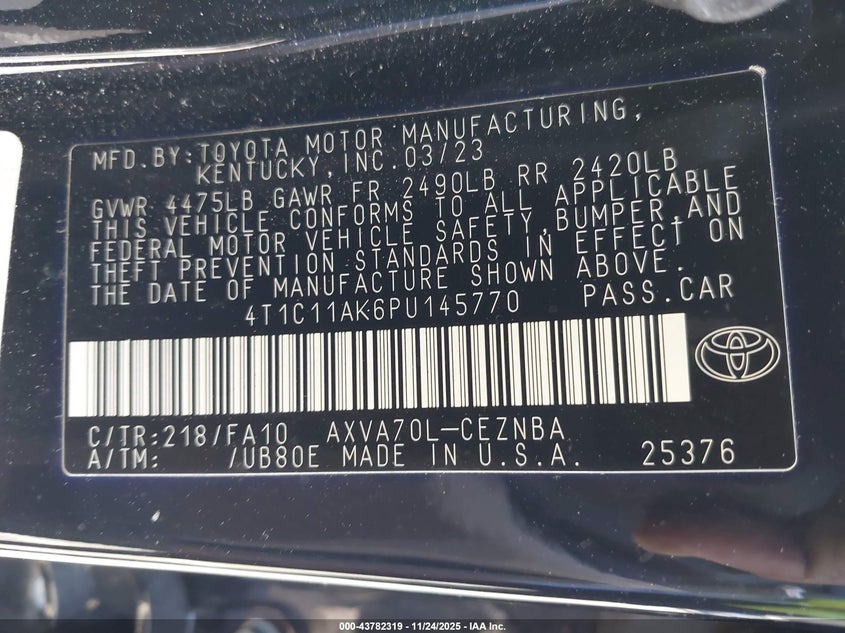 MFD.BY:TOYOTA MOTOR MANUFACTURING,
KENTUCKY,INC.03/23
GVWR 4475LB GAWR FR 2490LB RR 2420LB
THIS VEHICLE CONFORMS TO ALL APPLICABLE
FEDERAL MOTOR VEHICLE SAFETY,BUMPER,AND
THEFT PREVENTION STANDARDS IN EFFECT ON
THE DATE OF MANUFACTURE SHOWN ABOVE.
4T1C11AK6PU145770 PASS.CAR
C/TR:218/FA10 AXVA70L-CEZNBA
A/TM: /UB80E MADE IN U.S.A. 25376
000-43782319 - 11/24/2025 - IAA Inc.